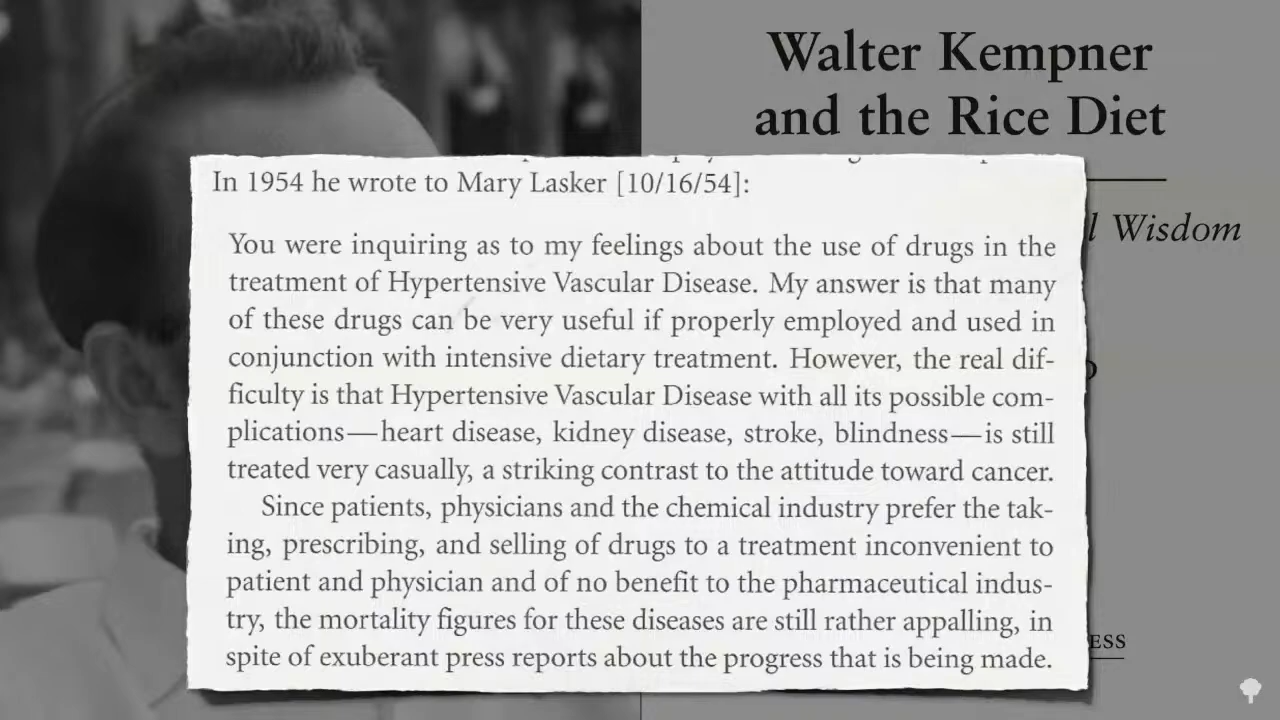 Walter Kempner
and the Rice Diet
l Wisdom
In 1954 he wrote to Mary Lasker [10/16/54]:
You were inquiring as to my feelings about the use of drugs in the
treatment of Hypertensive Vascular Disease. My answer is that many
of these drugs can be very useful if properly employed and used in
conjunction with intensive dietary treatment. However, the real dif-
ficulty is that Hypertensive Vascular Disease with all its possible com-
plications—heart disease, kidney disease, stroke, blindness—is still
treated very casually, a striking contrast to the attitude toward cancer.
Since patients, physicians and the chemical industry prefer the tak-
ing, prescribing, and selling of drugs to a treatment inconvenient to
patient and physician and of no benefit to the pharmaceutical indus-
try, the mortality figures for these diseases are still rather appalling, in
spite of exuberant press reports about the progress that is being made.
ESS